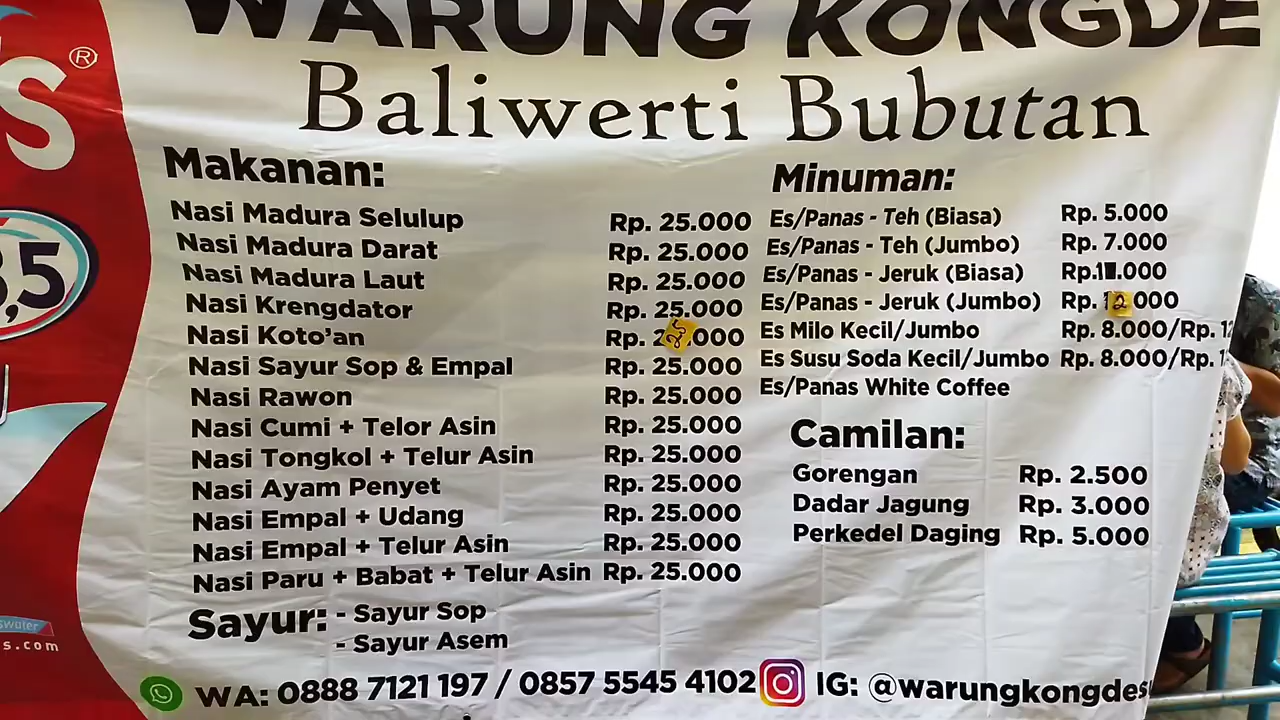 WARUNG KONGDE
Baliwerti Bubutan
Makanan:
Nasi Madura Selulup Rp. 25.000
Nasi Madura Darat Rp. 25.000
Nasi Madura Laut Rp. 25.000
Nasi Krengdator Rp. 25.000
Nasi Koto'an Rp. 25.000
Nasi Sayur Sop & Empal Rp. 25.000
Nasi Rawon Rp. 25.000
Nasi Cumi + Telor Asin Rp. 25.000
Nasi Tongkol + Telur Asin Rp. 25.000
Nasi Ayam Penyet Rp. 25.000
Nasi Empal + Udang Rp. 25.000
Nasi Empal + Telur Asin Rp. 25.000
Nasi Paru + Babat + Telur Asin Rp. 25.000
Sayur: - Sayur Sop
- Sayur Asem
Minuman:
Es/Panas - Teh (Biasa) Rp. 5.000
Es/Panas - Teh (Jumbo) Rp. 7.000
Es/Panas - Jeruk (Biasa)
Es/Panas - Jeruk (Jumbo) Rp. 12.000
Es Milo Kecil/Jumbo Rp. 8.000/Rp.
Es Susu Soda Kecil/Jumbo Rp. 8.000/Rp.
Es/Panas White Coffee
Camilan:
Gorengan Rp. 2.500
Dadar Jagung Rp. 3.000
Perkedel Daging Rp. 5.000
WA: 0888 7121 197 / 0857 5545 4102 IG: @warungkongdes
S®
,5
s.com